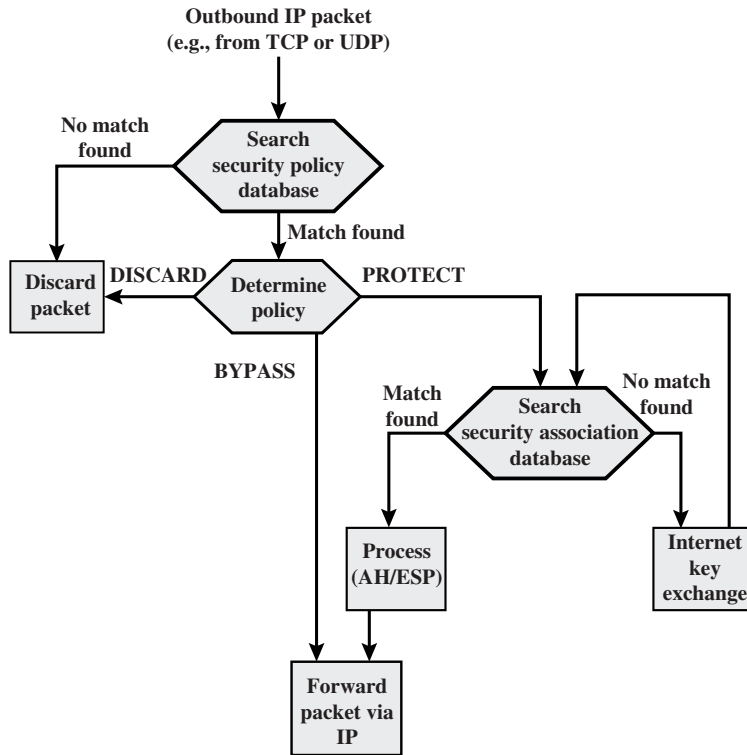 Outbound IP packet
(e.g., from TCP or UDP)
No match
found
Search
security policy
database
Match found
Discard
packet
DISCARD
Determine
policy
PROTECT
BYPASS
Match
found
Search
security association
database
No match
found
Process
(AH/ESP)
Internet
key
exchange
Forward
packet via
IP